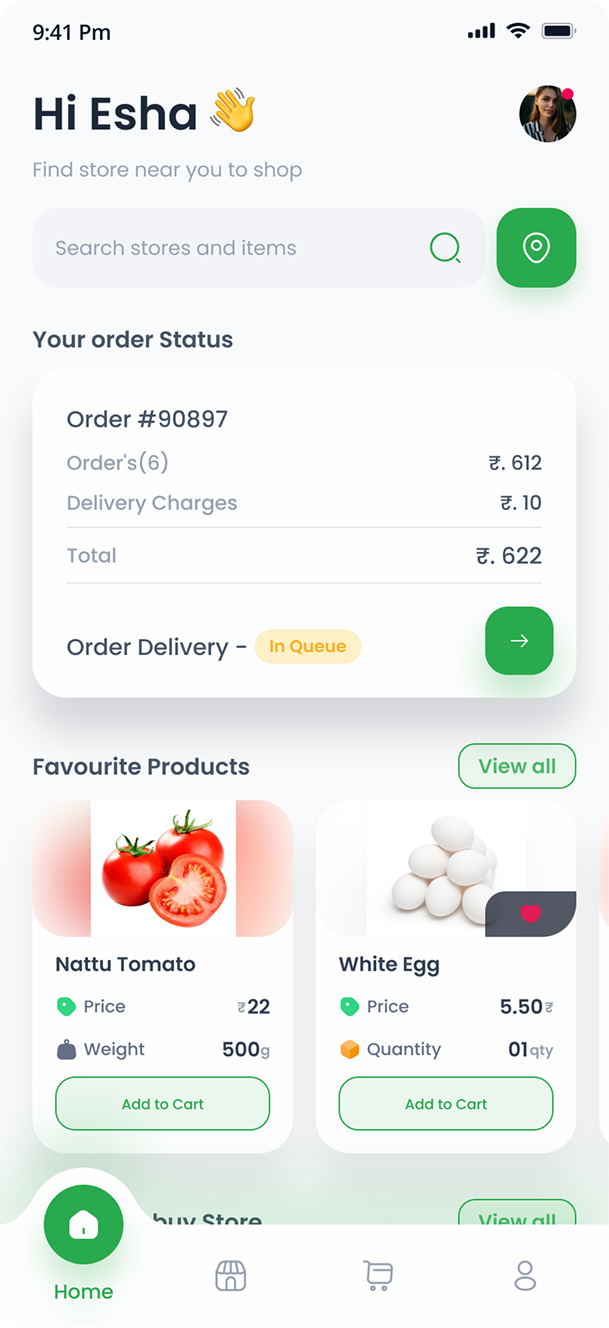 9:41 Pm
Hi Esha 👋
Find store near you to shop
Search stores and items
Your order Status
Order #90897
Order's(6) ₹. 612
Delivery Charges ₹. 10
Total ₹. 622
Order Delivery - In Queue
Favourite Products View all
Nattu Tomato
Price ₹22
Weight 500g
Add to Cart
White Egg
Price 5.50₹
Quantity 01qty
Add to Cart
buy Store View all
Home